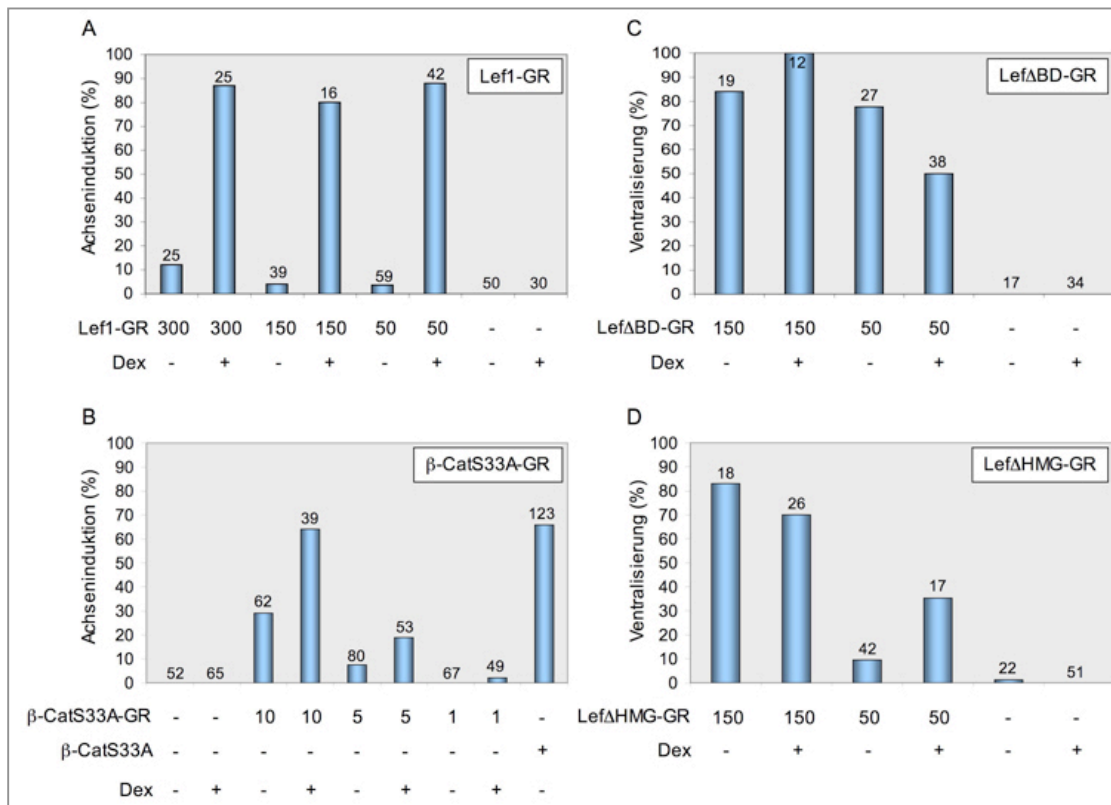 A
Lef1-GR
Achseninduktion (%)
100
90
80
70
60
50
40
30
20
10
0
25 25 39 16 59 42 50 30
Lef1-GR 300 300 150 150 50 50 - -
Dex - + - + - + - +
C
LefΔBD-GR
Ventralisierung (%)
100
90
80
70
60
50
40
30
20
10
0
19 12 27 38 17 34
LefΔBD-GR 150 150 50 50 - -
Dex - + - + - +
B
β-CatS33A-GR
Achseninduktion (%)
100
90
80
70
60
50
40
30
20
10
0
52 65 62 39 80 53 67 49 123
β-CatS33A-GR - - 10 10 5 5 1 1 -
β-CatS33A - - - - - - - - +
Dex - + - + - + - + -
D
LefΔHMG-GR
Ventralisierung (%)
100
90
80
70
60
50
40
30
20
10
0
18 26 42 17 22 51
LefΔHMG-GR 150 150 50 50 - -
Dex - + - + - +